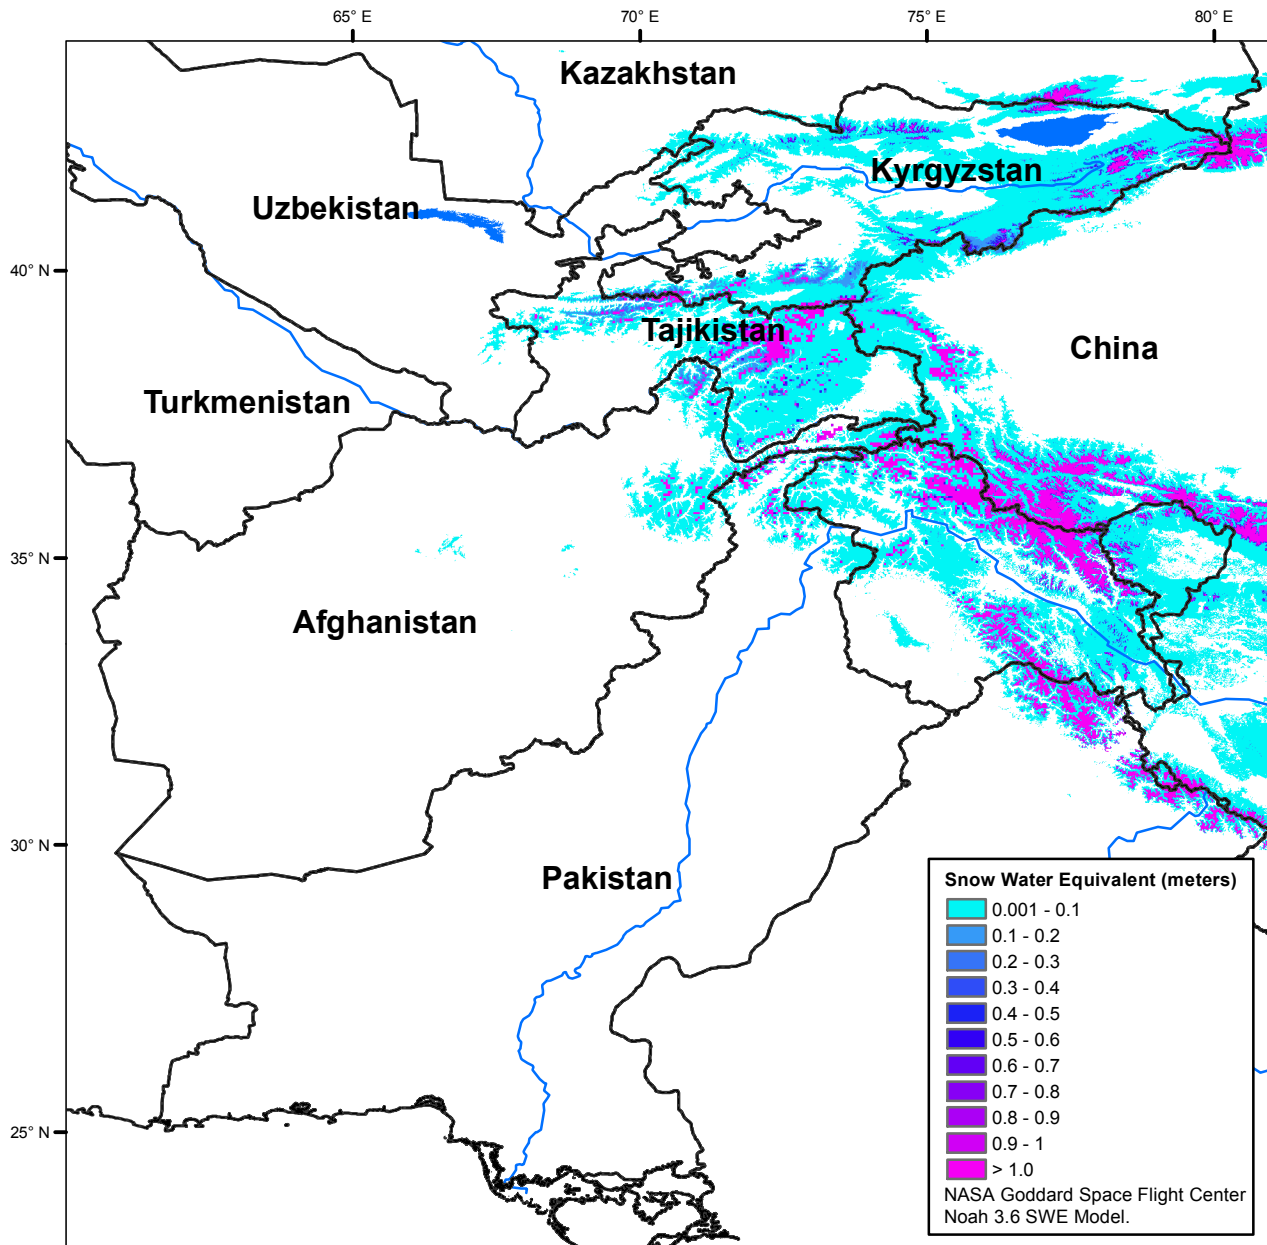 65° E
70° E
75° E
80° E
Kazakhstan
Kyrgyzstan
Uzbekistan
40° N
Tajikistan
China
Turkmenistan
35° N
Afghanistan
30° N
Pakistan
25° N
Snow Water Equivalent (meters)
0.001 - 0.1
0.1 - 0.2
0.2 - 0.3
0.3 - 0.4
0.4 - 0.5
0.5 - 0.6
0.6 - 0.7
0.7 - 0.8
0.8 - 0.9
0.9 - 1
> 1.0
NASA Goddard Space Flight Center
Noah 3.6 SWE Model.